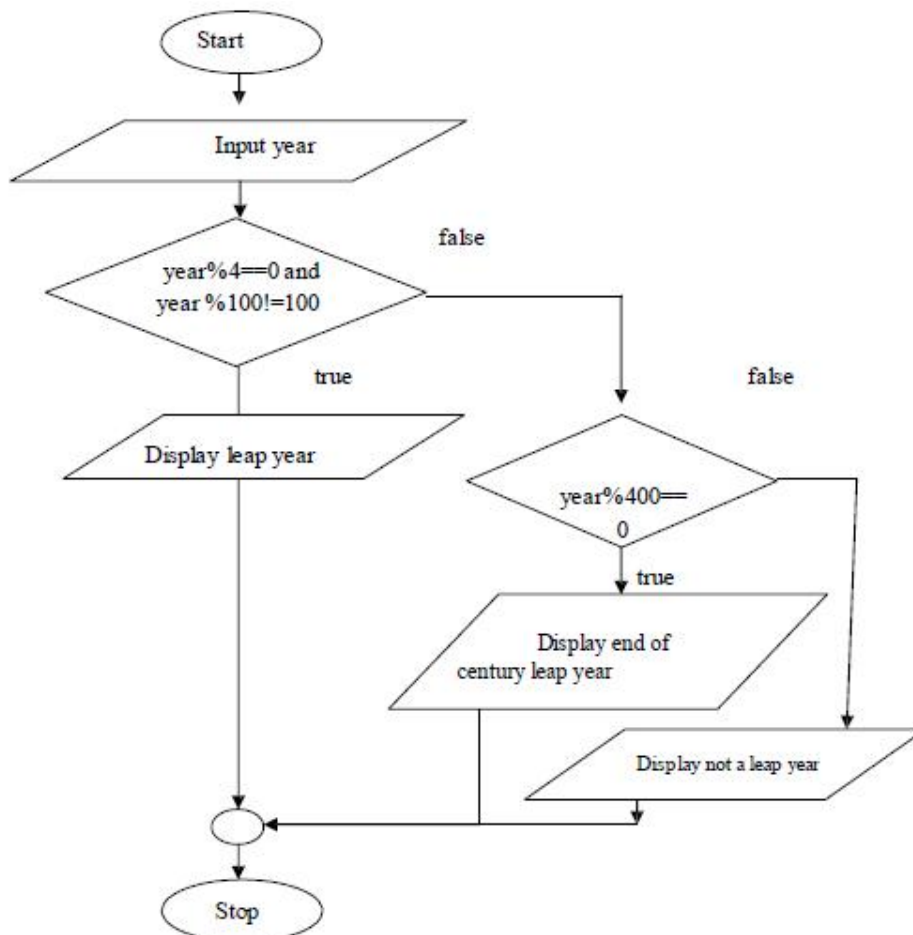 Start
Input year
false
year%4==0 and
year %100!=100
true
false
Display leap year
year%400==
0
true
Display end of
century leap year
Display not a leap year
Stop